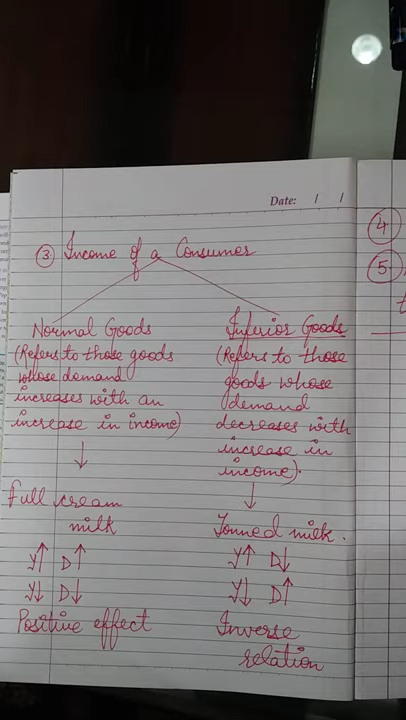 Date: / /
③ Income of a Consumer
Normal Goods
(Refers to those goods
whose demand
increases with an
increase in income)
↓
Full cream
milk
Y↑ D↑
Y↓ D↓
Positive effect
Inferior Goods
(Refers to those
goods whose
demand
decreases with
increase in
income).
↓
Tonned milk.
Y↑ D↓
Y↓ D↑
Inverse
relation
④
⑤